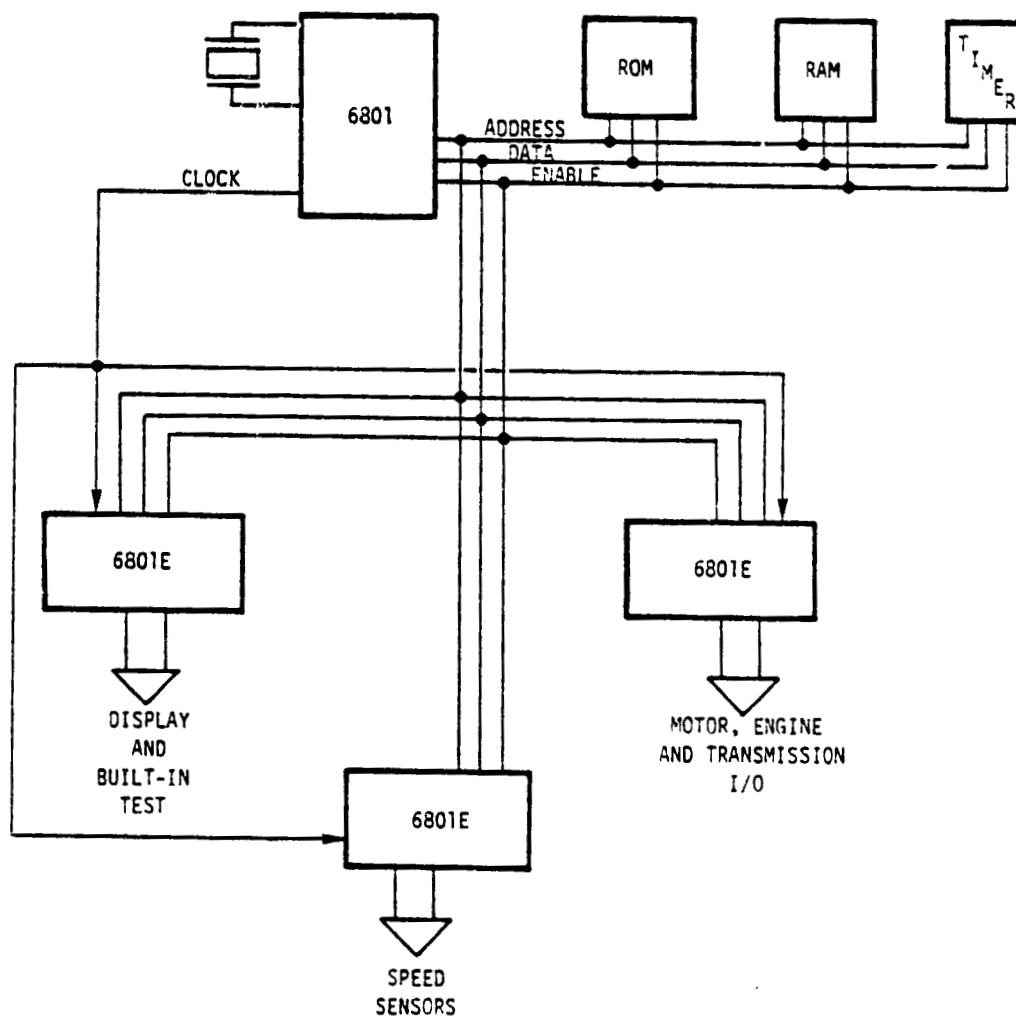 6801
ROM
RAM
TIMER
ADDRESS
DATA
ENABLE
CLOCK
6801E
6801E
DISPLAY
AND
BUILT-IN
TEST
MOTOR, ENGINE
AND TRANSMISSION
I/O
6801E
SPEED
SENSORS